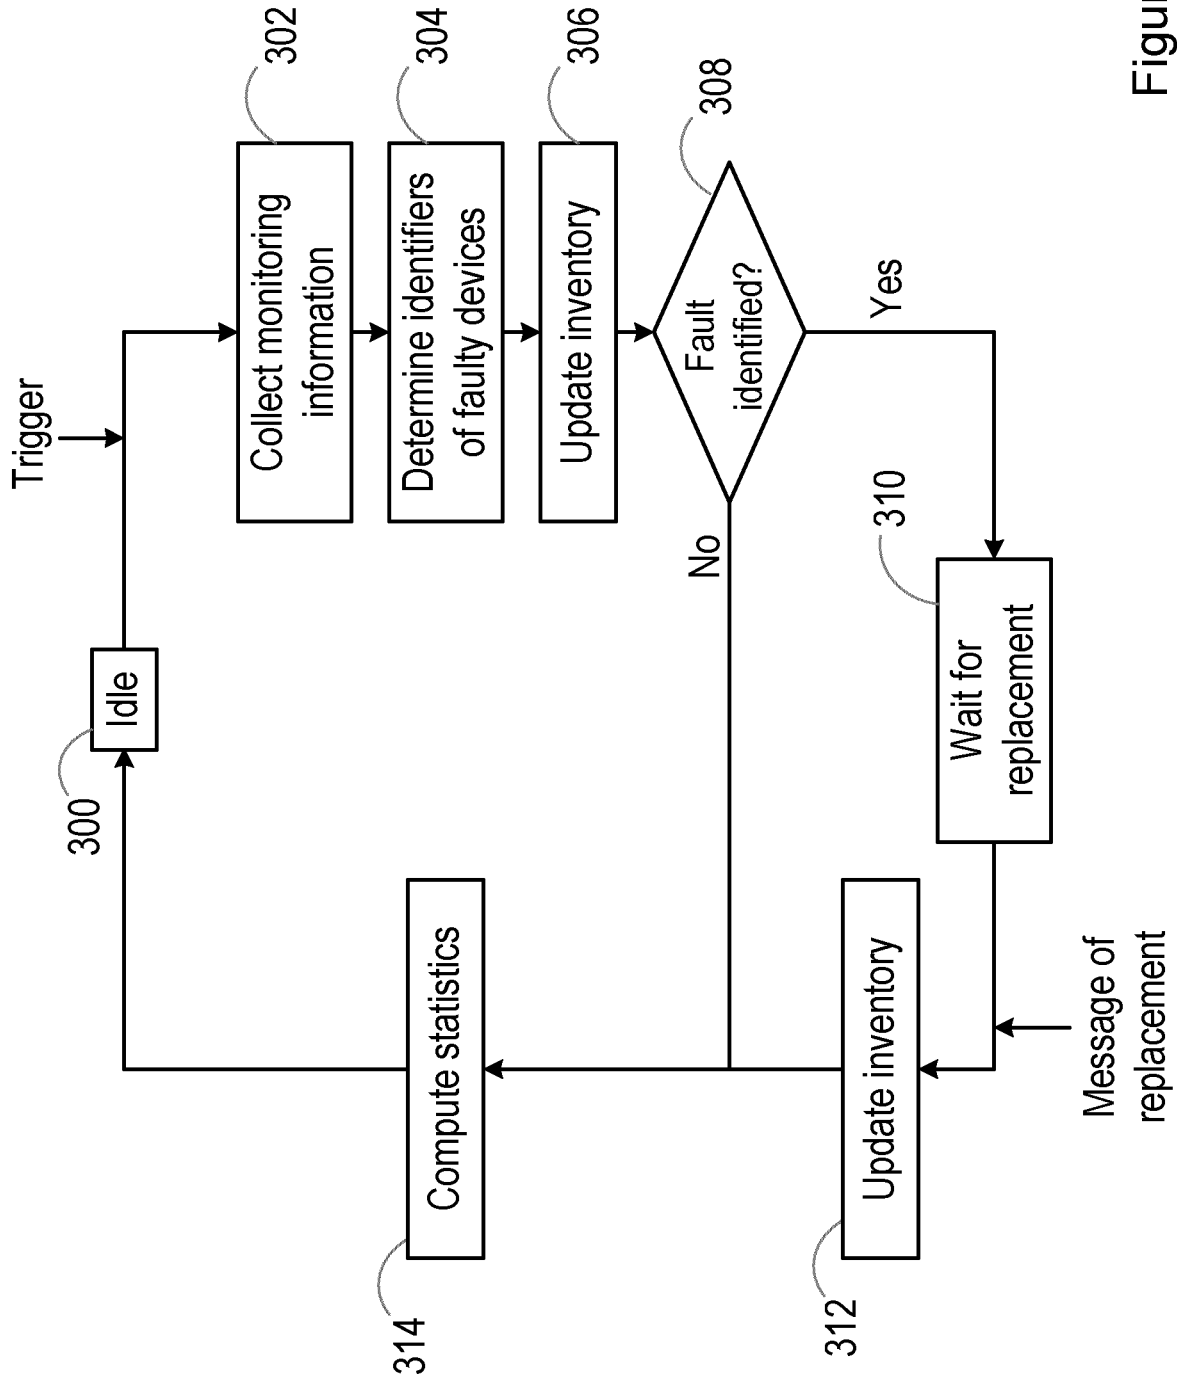 Trigger
300
Idle
302
Collect monitoring
information
304
Determine identifiers
of faulty devices
306
Update inventory
308
Fault
identified?
No
Yes
310
Wait for
replacement
Message of
replacement
312
Update inventory
314
Compute statistics